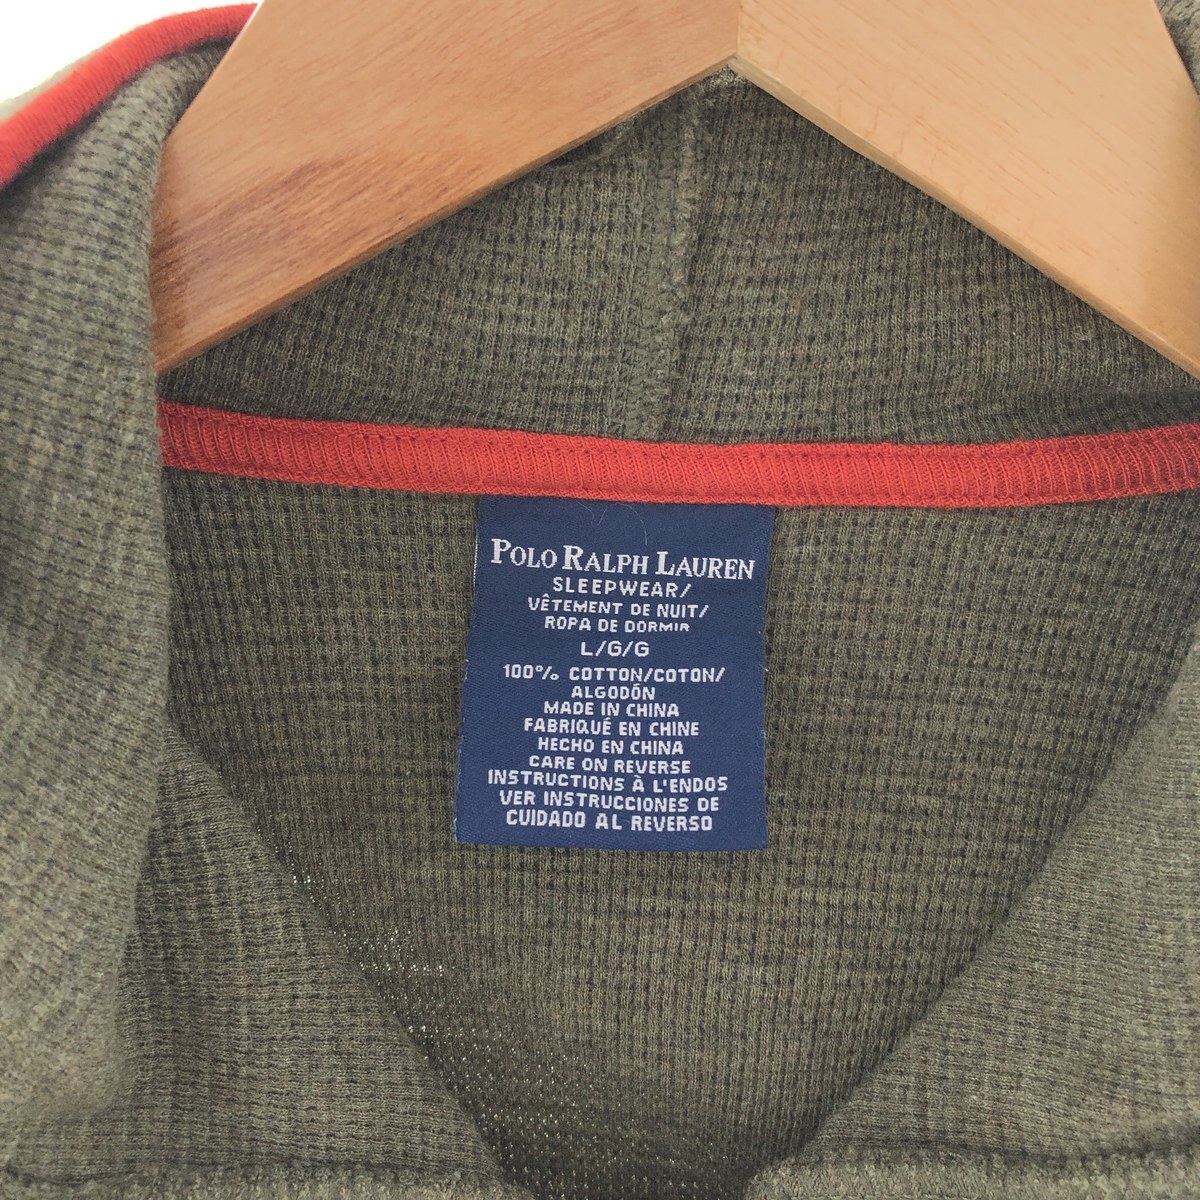 POLO RALPH LAUREN
SLEEPWEAR/
VÊTEMENT DE NUIT/
ROPA DE DORMIR
L/G/G
100% COTTON/COTON/
ALGODÓN
MADE IN CHINA
FABRIQUÉ EN CHINE
HECHO EN CHINA
CARE ON REVERSE
INSTRUCTIONS À L'ENDOS
VER INSTRUCCIONES DE
CUIDADO AL REVERSO